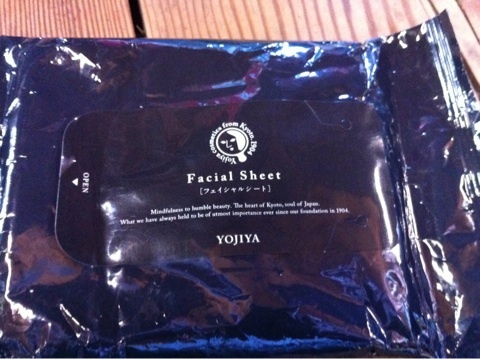 Yojiya cosmetics from Kyoto 1904
Facial Sheet
[フェイシャルシート]
OPEN
Mindfulness to humble beauty. The heart of Kyoto, soul of Japan.
What we have always held to be of utmost importance ever since our foundation in 1904.
YOJIYA